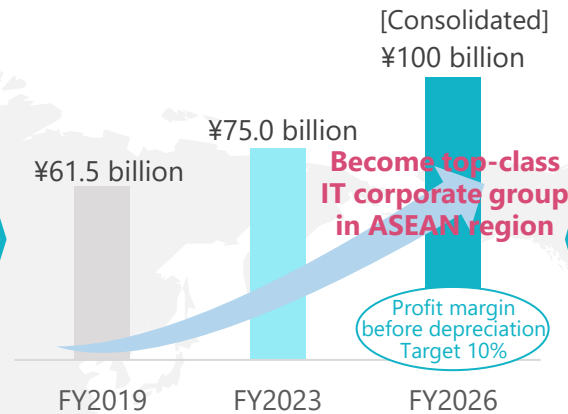 [Consolidated]
¥100 billion
¥75.0 billion
¥61.5 billion
Become top-class
IT corporate group
in ASEAN region
Profit margin
before depreciation
Target 10%
FY2019
FY2023
FY2026